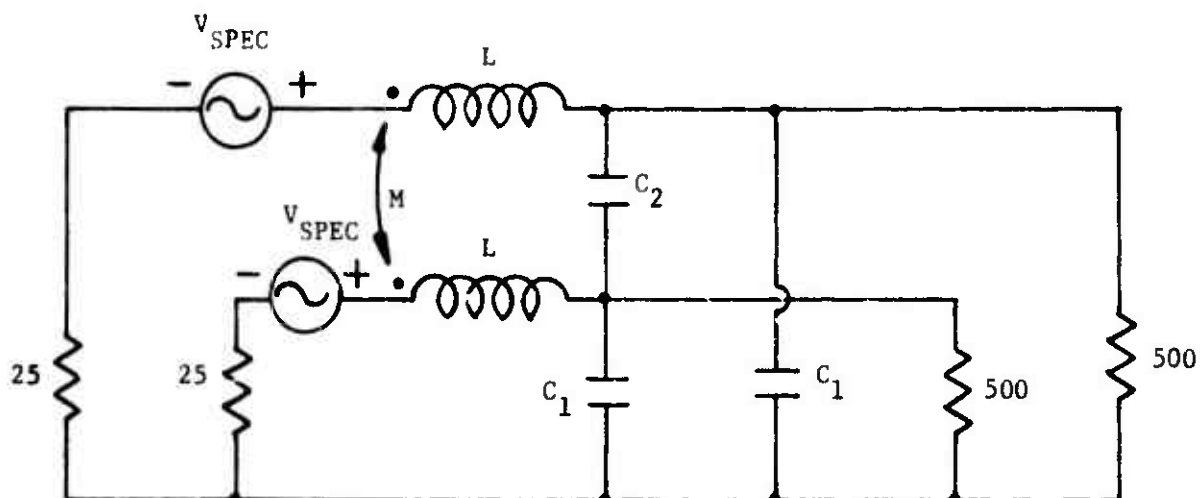 V_SPEC
- +
L
C_2
M
V_SPEC
- +
L
25
25
C_1
C_1
500
500